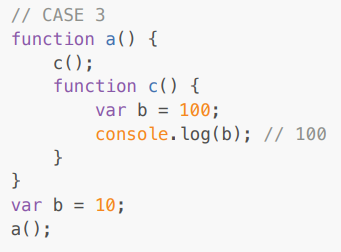 // CASE 3
function a() {
    c();
    function c() {
        var b = 100;
        console.log(b); // 100
    }
}
var b = 10;
a();